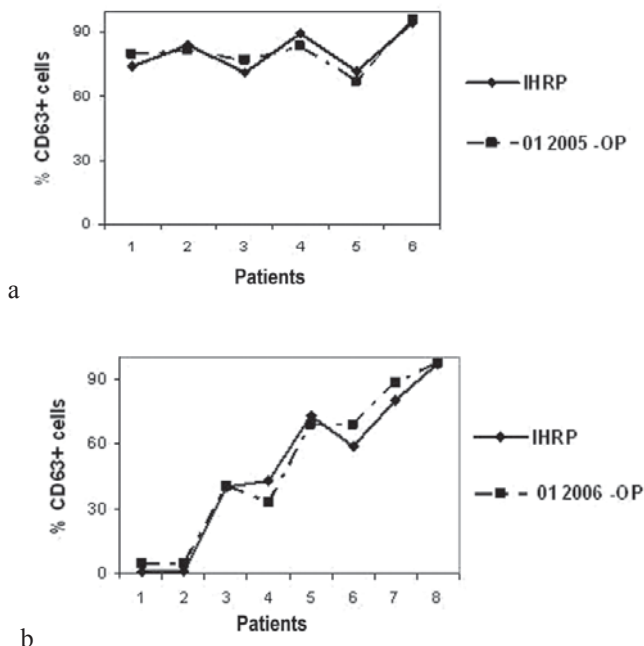 90
60
30
0
% CD63+ cells
1 2 3 4 5 6
Patients
IHRP
01 2005 -OP
a
90
60
30
0
% CD63+ cells
1 2 3 4 5 6 7 8
Patients
IHRP
01 2006 -OP
b